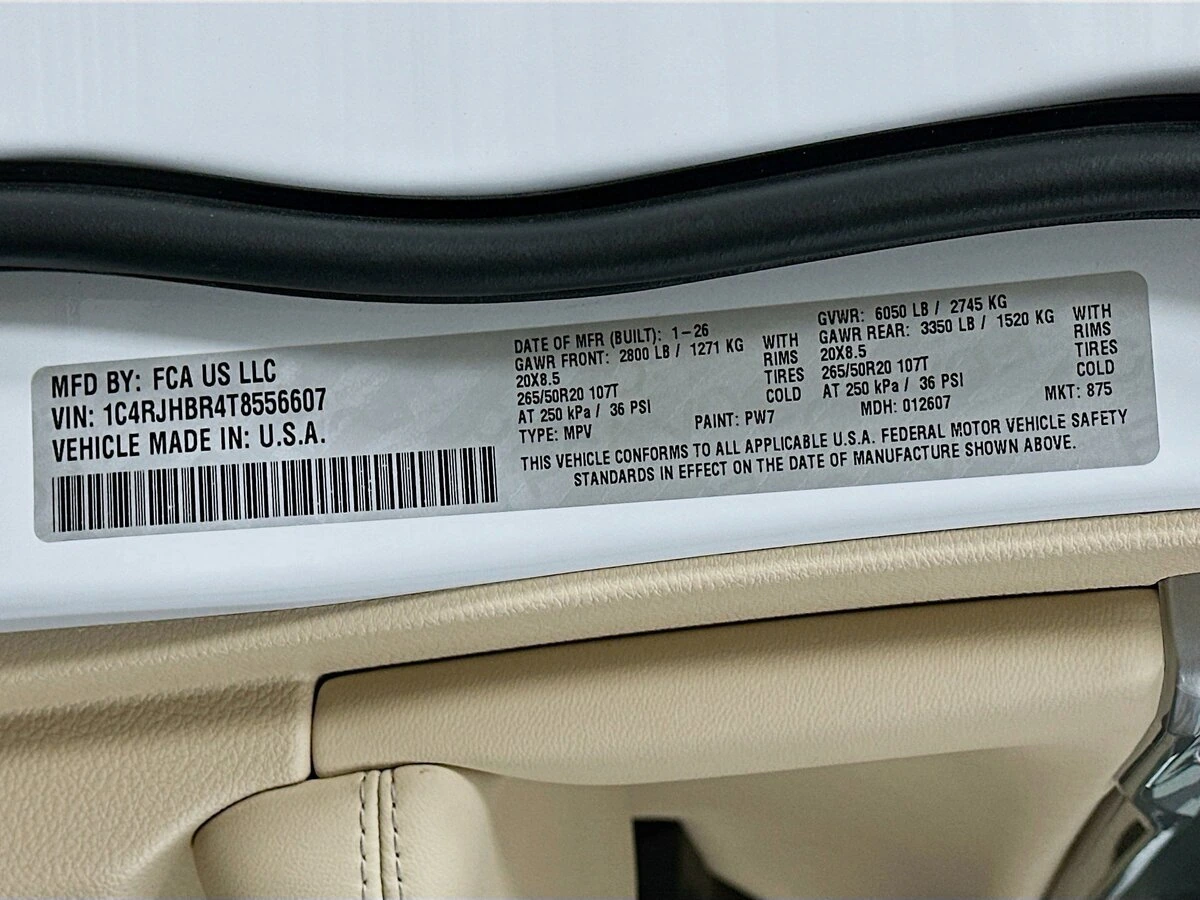 MFD BY: FCA US LLC
VIN: 1C4RJHBR4T8556607
VEHICLE MADE IN: U.S.A.
DATE OF MFR (BUILT): 1-26
GAWR FRONT: 2800 LB / 1271 KG WITH
20X8.5 RIMS
265/50R20 107T TIRES
AT 250 kPa / 36 PSI COLD
TYPE: MPV PAINT: PW7
GVWR: 6050 LB / 2745 KG
GAWR REAR: 3350 LB / 1520 KG WITH
20X8.5 RIMS
265/50R20 107T TIRES
AT 250 kPa / 36 PSI COLD
MDH: 012607 MKT: 875
THIS VEHICLE CONFORMS TO ALL APPLICABLE U.S.A. FEDERAL MOTOR VEHICLE SAFETY
STANDARDS IN EFFECT ON THE DATE OF MANUFACTURE SHOWN ABOVE.